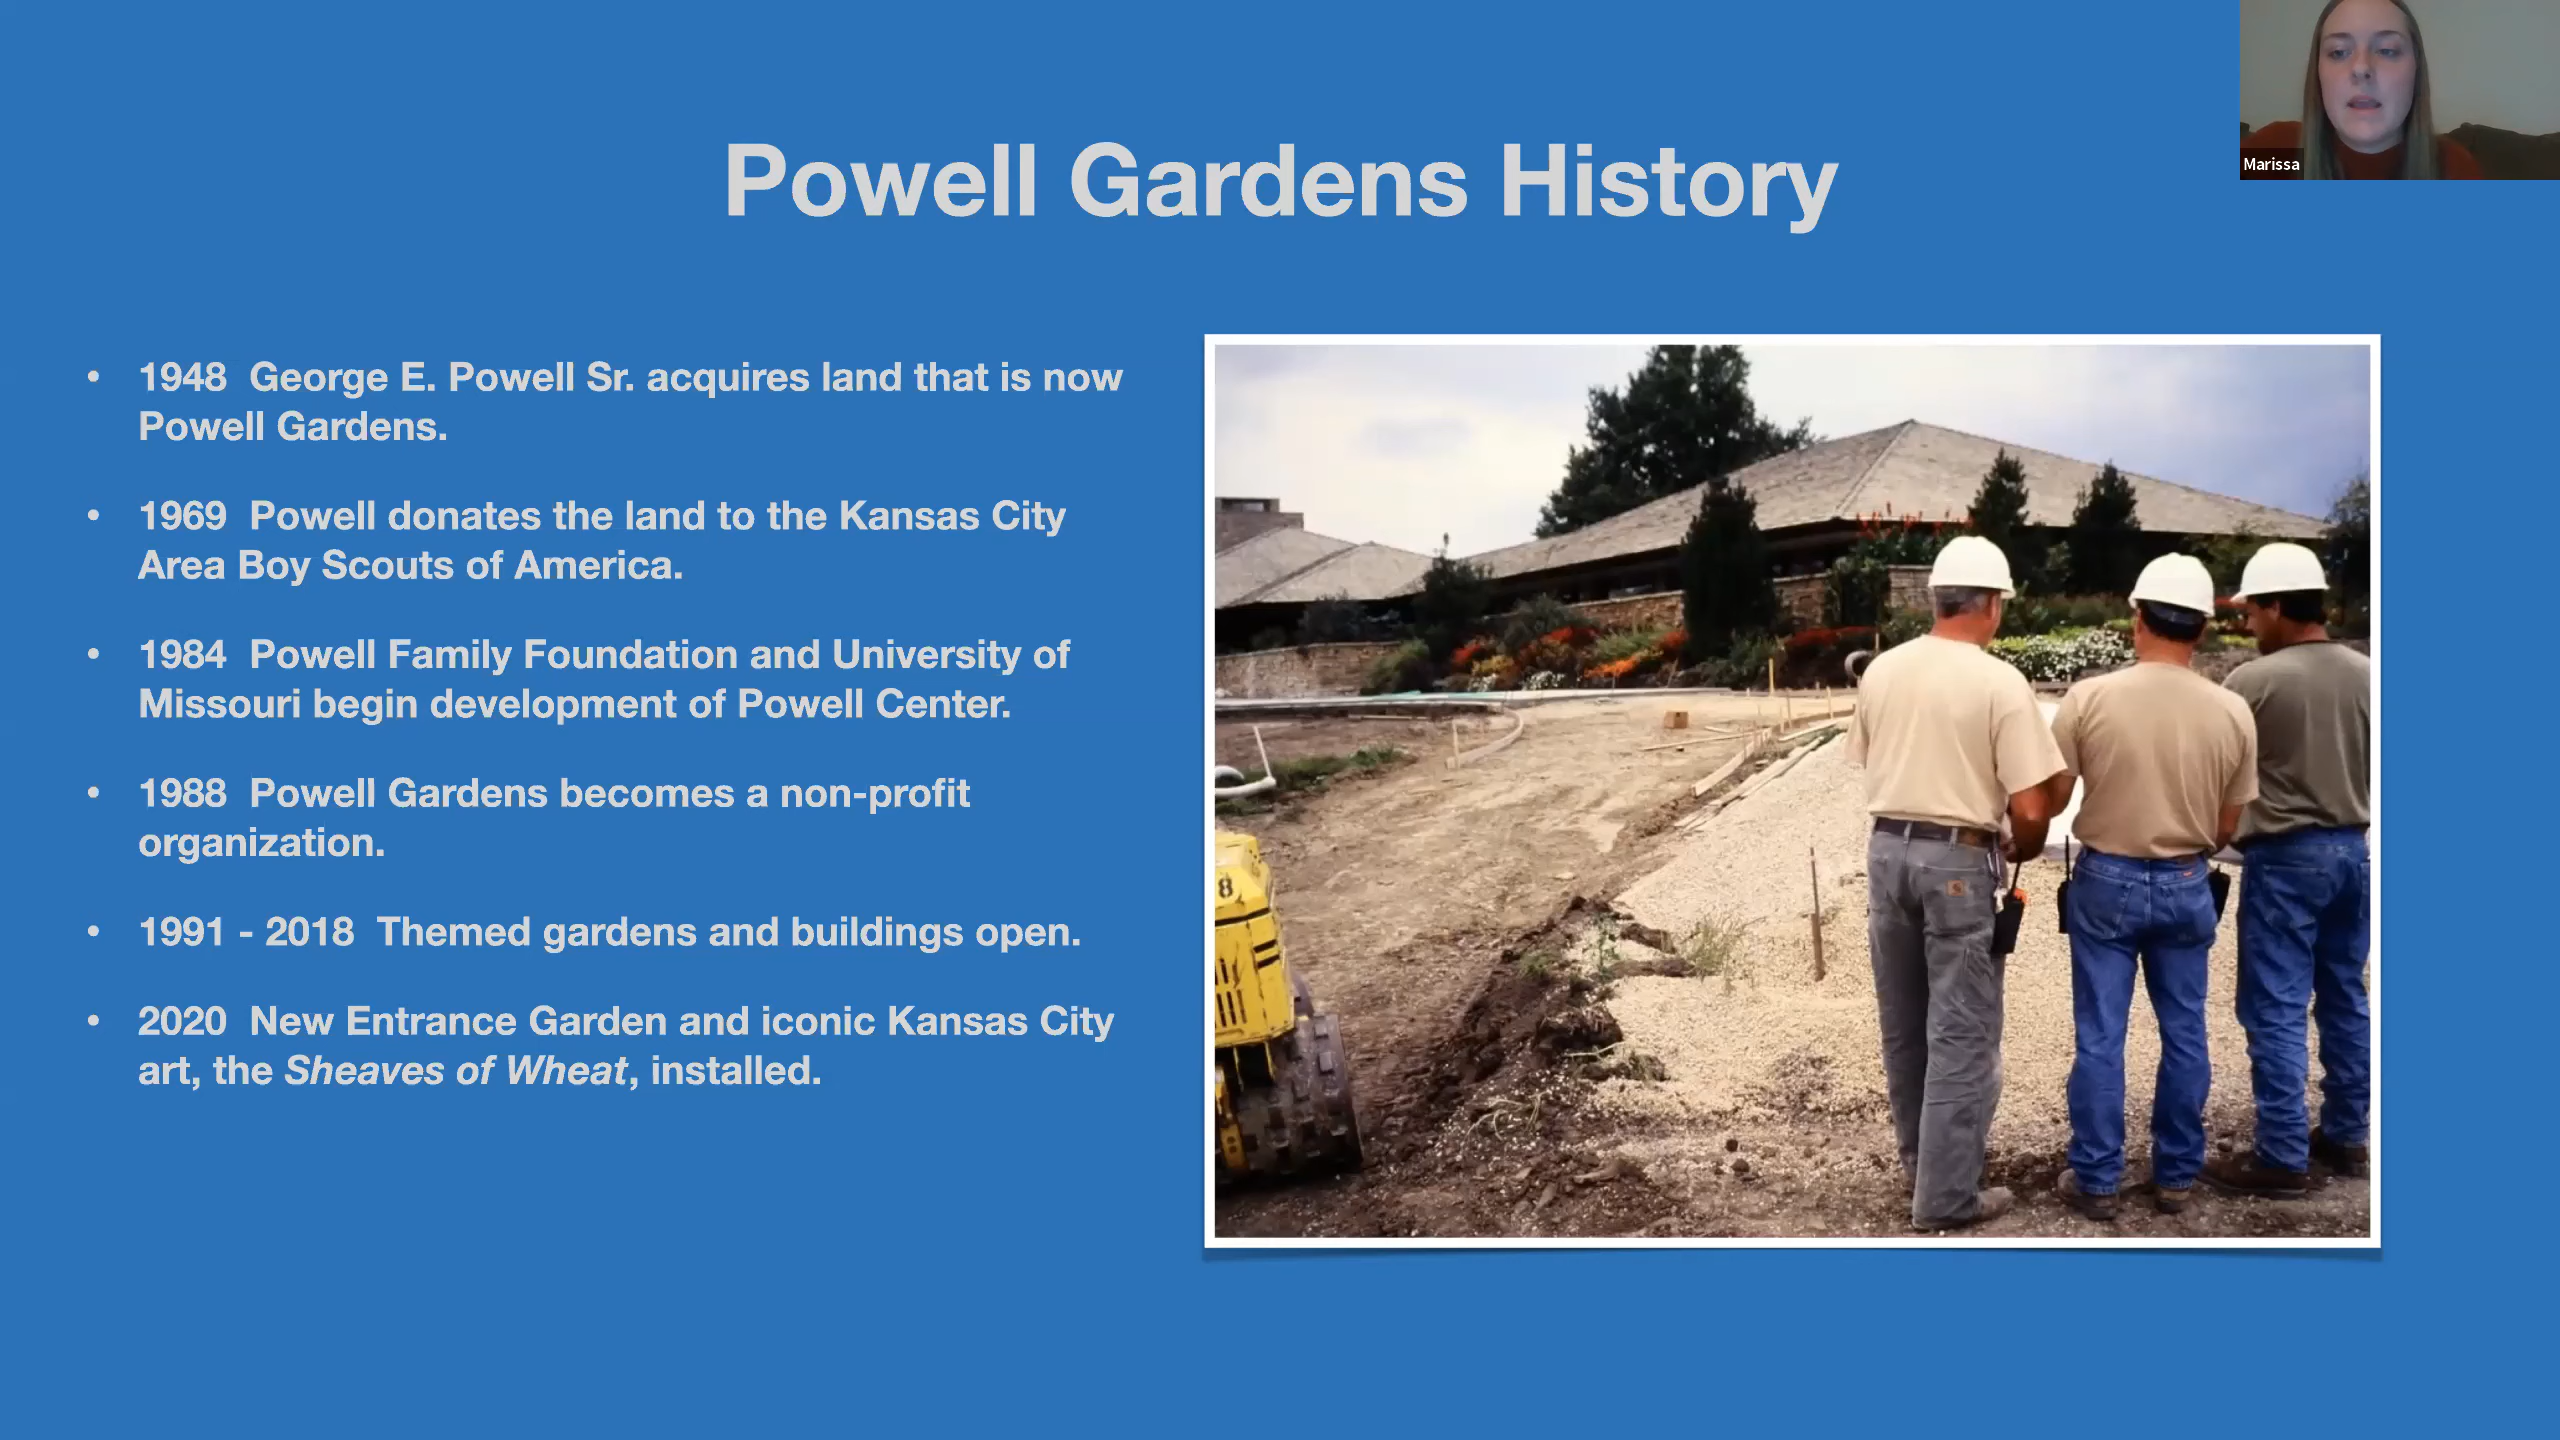 Powell Gardens History
Marissa
• 1948  George E. Powell Sr. acquires land that is now
Powell Gardens.
• 1969  Powell donates the land to the Kansas City
Area Boy Scouts of America.
• 1984  Powell Family Foundation and University of
Missouri begin development of Powell Center.
• 1988  Powell Gardens becomes a non-profit
organization.
• 1991 - 2018  Themed gardens and buildings open.
• 2020  New Entrance Garden and iconic Kansas City
art, the Sheaves of Wheat, installed.
8